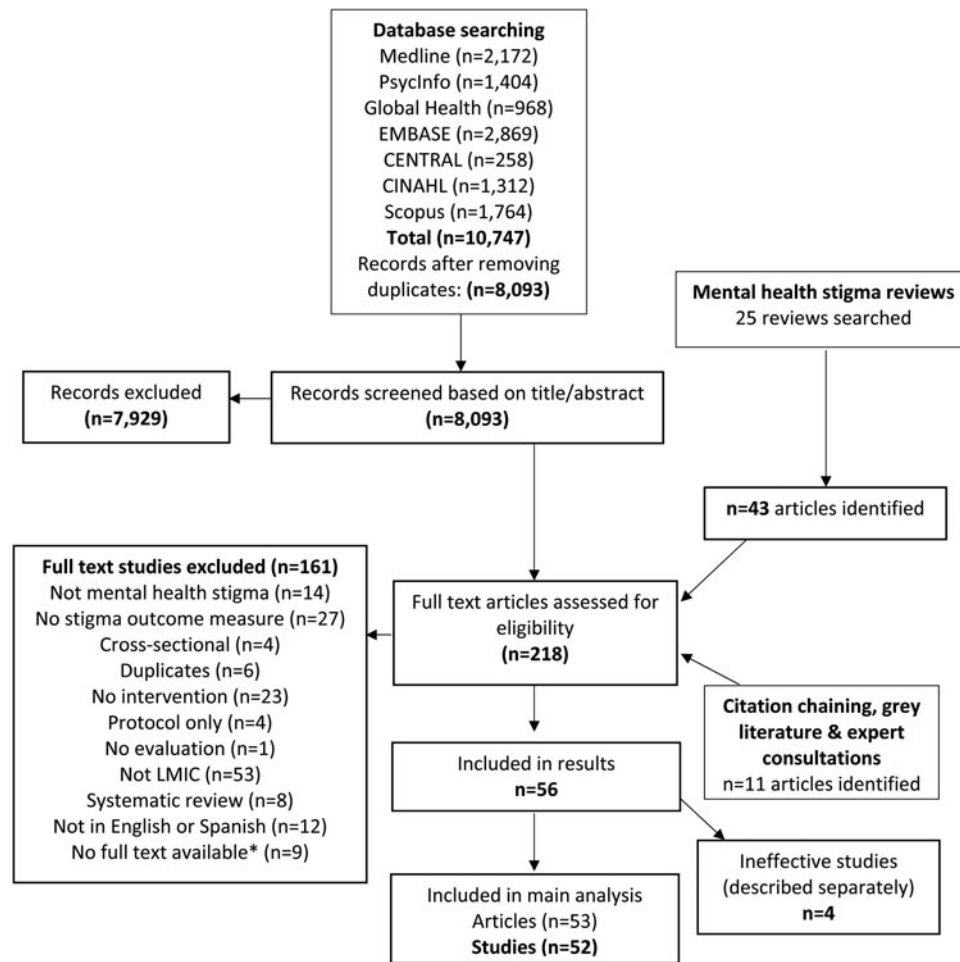 Database searching
Medline (n=2,172)
PsycInfo (n=1,404)
Global Health (n=968)
EMBASE (n=2,869)
CENTRAL (n=258)
CINAHL (n=1,312)
Scopus (n=1,764)
Total (n=10,747)
Records after removing
duplicates: (n=8,093)
Mental health stigma reviews
25 reviews searched
Records excluded
(n=7,929)
Records screened based on title/abstract
(n=8,093)
n=43 articles identified
Full text studies excluded (n=161)
Not mental health stigma (n=14)
No stigma outcome measure (n=27)
Cross-sectional (n=4)
Duplicates (n=6)
No intervention (n=23)
Protocol only (n=4)
No evaluation (n=1)
Not LMIC (n=53)
Systematic review (n=8)
Not in English or Spanish (n=12)
No full text available* (n=9)
Full text articles assessed for
eligibility
(n=218)
Citation chaining, grey
literature & expert
consultations
n=11 articles identified
Included in results
n=56
Ineffective studies
(described separately)
n=4
Included in main analysis
Articles (n=53)
Studies (n=52)